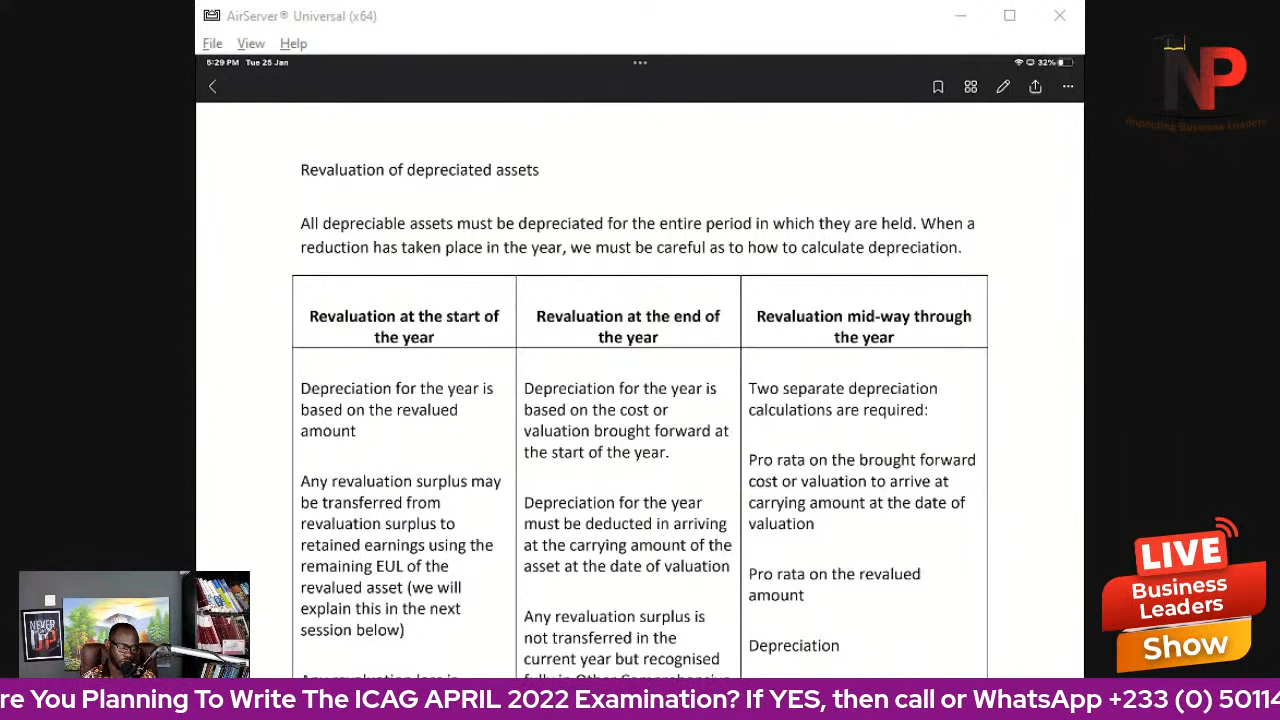 AirServer® Universal (x64)
File View Help
5:29 PM Tue 25 Jan
32%
NP
Impacting Business Leaders
Revaluation of depreciated assets
All depreciable assets must be depreciated for the entire period in which they are held. When a
reduction has taken place in the year, we must be careful as to how to calculate depreciation.
Revaluation at the start of
the year
Depreciation for the year is
based on the revalued
amount
Any revaluation surplus may
be transferred from
revaluation surplus to
retained earnings using the
remaining EUL of the
revalued asset (we will
explain this in the next
session below)
Revaluation at the end of
the year
Depreciation for the year is
based on the cost or
valuation brought forward at
the start of the year.
Depreciation for the year
must be deducted in arriving
at the carrying amount of the
asset at the date of valuation
Any revaluation surplus is
not transferred in the
current year but recognised
fully in Other Comprehensive
Revaluation mid-way through
the year
Two separate depreciation
calculations are required:
Pro rata on the brought forward
cost or valuation to arrive at
carrying amount at the date of
valuation
Pro rata on the revalued
amount
Depreciation
NEVER
LIVE
Business
Leaders
Show
re You Planning To Write The ICAG APRIL 2022 Examination? If YES, then call or WhatsApp +233 (0) 50114